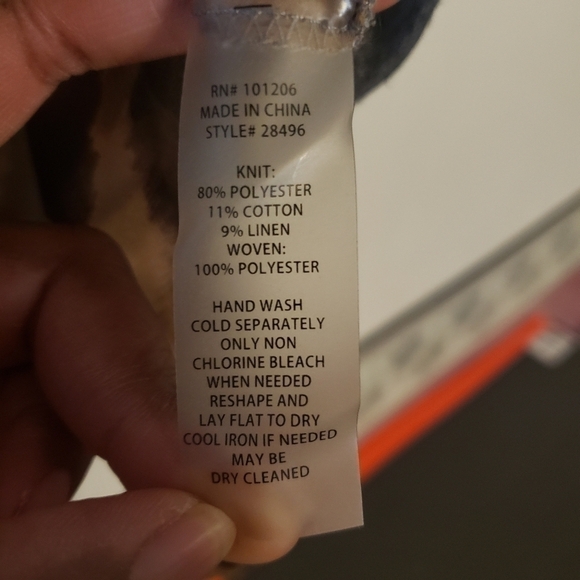 RN# 101206
MADE IN CHINA
STYLE# 28496
KNIT:
80% POLYESTER
11% COTTON
9% LINEN
WOVEN:
100% POLYESTER
HAND WASH
COLD SEPARATELY
ONLY NON
CHLORINE BLEACH
WHEN NEEDED
RESHAPE AND
LAY FLAT TO DRY
COOL IRON IF NEEDED
MAY BE
DRY CLEANED